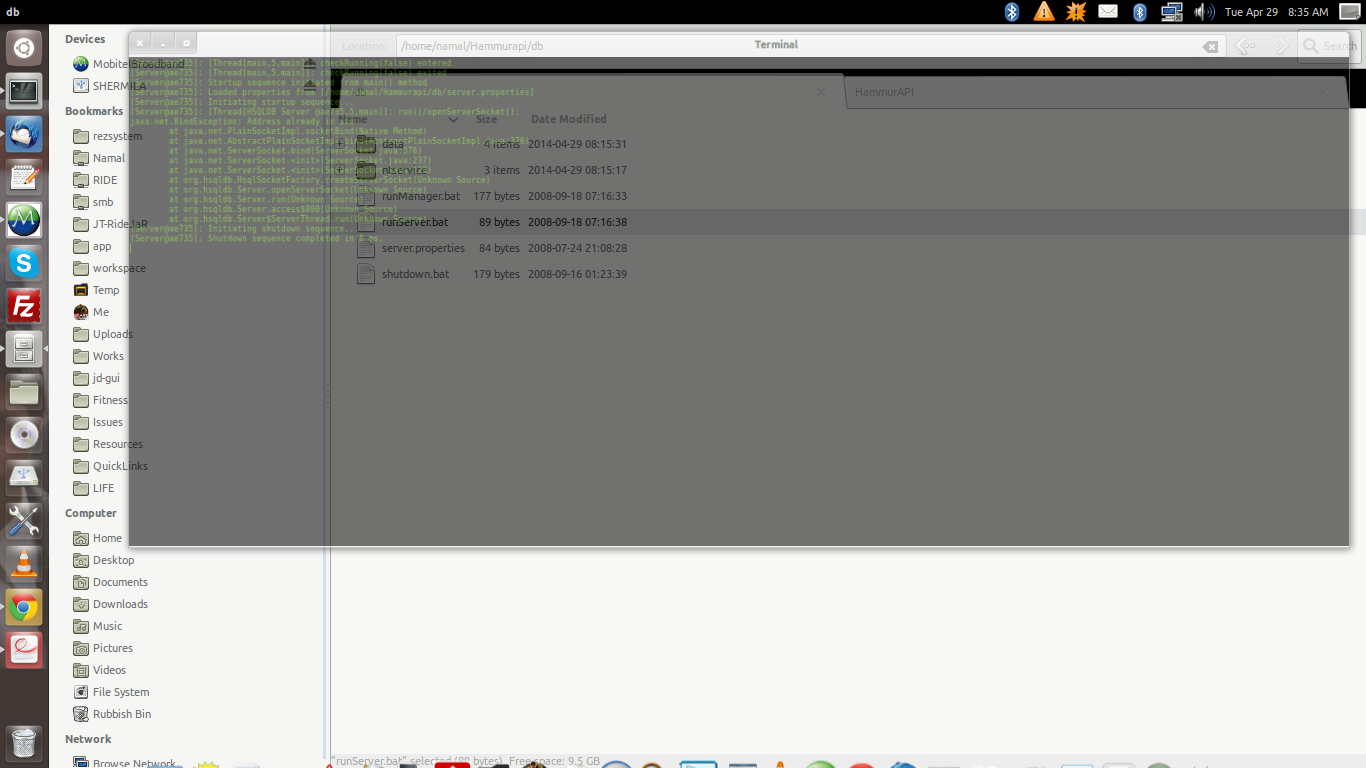 db
Tue Apr 29 8:35 AM
Devices
Mobitel Broadband
SHERMILA
Bookmarks
rezsystem
Namal
RIDE
smb
JT-RideJaR
app
workspace
Temp
Me
Uploads
Works
jd-gui
Fitness
Issues
Resources
QuickLinks
LIFE
Computer
Home
Desktop
Documents
Downloads
Music
Pictures
Videos
File System
Rubbish Bin
Network
Browse Network
Terminal
Location: /home/namal/Hammurapi/db
Search
HammurAPI
[Server@ae735]: [Thread[main,5,main]]: checkRunning(false) entered
[Server@ae735]: [Thread[main,5,main]]: checkRunning(false) exited
[Server@ae735]: Startup sequence initiated from main() method
[Server@ae735]: Loaded properties from [/home/namal/Hammurapi/db/server.properties]
[Server@ae735]: Initiating startup sequence...
[Server@ae735]: [Thread[HSQLDB Server @ae735,5,main]]: run()/openServerSocket():
java.net.BindException: Address already in use
at java.net.PlainSocketImpl.socketBind(Native Method)
at java.net.AbstractPlainSocketImpl.bind(AbstractPlainSocketImpl.java:376)
at java.net.ServerSocket.bind(ServerSocket.java:376)
at java.net.ServerSocket.<init>(ServerSocket.java:237)
at java.net.ServerSocket.<init>(ServerSocket.java
at org.hsqldb.HsqlSocketFactory.createServerSocket(Unknown Source)
at org.hsqldb.Server.openServerSocket(Unknown Source)
at org.hsqldb.Server.run(Unknown Source)
at org.hsqldb.Server.access$000(Unknown Source)
at org.hsqldb.Server$ServerThread.run(Unknown Source)
[Server@ae735]: Initiating shutdown sequence...
[Server@ae735]: Shutdown sequence completed in 0 ms.
Name Size Date Modified
data 4 items 2014-04-29 08:15:31
ntservice 3 items 2014-04-29 08:15:17
runManager.bat 177 bytes 2008-09-18 07:16:33
runServer.bat 89 bytes 2008-09-18 07:16:38
server.properties 84 bytes 2008-07-24 21:08:28
shutdown.bat 179 bytes 2008-09-16 01:23:39
"runServer.bat" selected (89 bytes), Free space: 9.5 GB